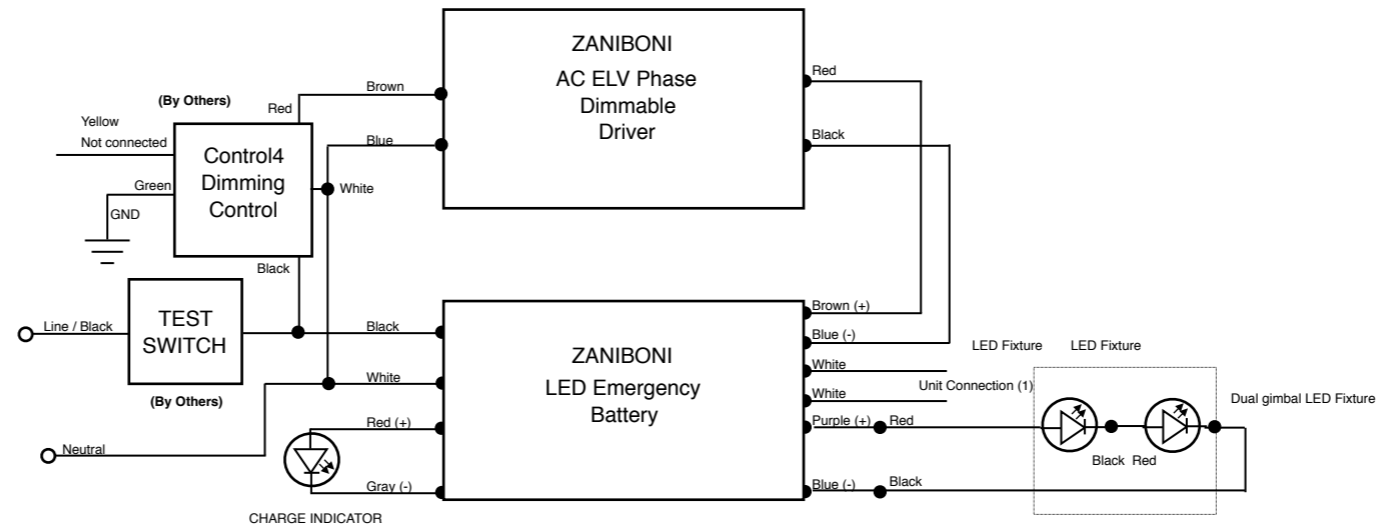 ZANIBONI
AC ELV Phase
Dimmable
Driver
Brown
Blue
Red
Black
(By Others)
Red
Yellow
Not connected
Control4
Dimming
Control
White
Green
GND
Black
Line / Black
TEST
SWITCH
(By Others)
Neutral
Black
White
Red (+)
Gray (-)
CHARGE INDICATOR
ZANIBONI
LED Emergency
Battery
Brown (+)
Blue (-)
White
White
Unit Connection (1)
Purple (+)
Red
Blue (-)
Black
LED Fixture
LED Fixture
Dual gimbal LED Fixture
Black Red